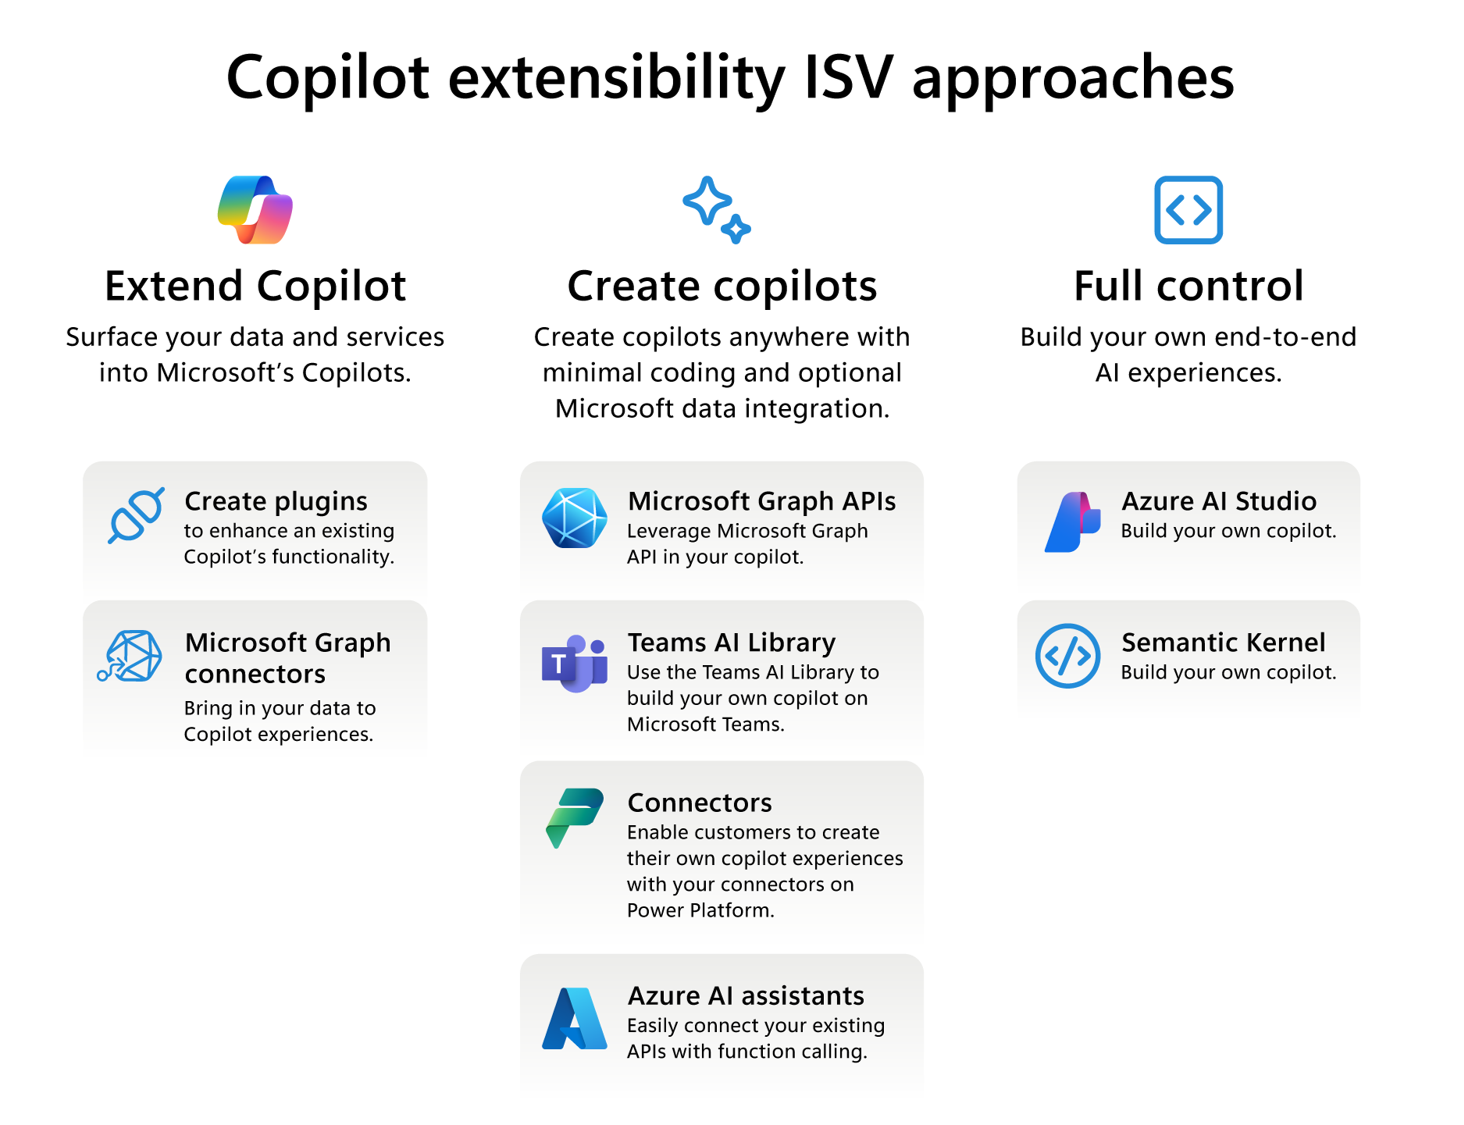 Copilot extensibility ISV approaches
Extend Copilot
Surface your data and services
into Microsoft’s Copilots.
Create plugins
to enhance an existing
Copilot’s functionality.
Microsoft Graph
connectors
Bring in your data to
Copilot experiences.
Create copilots
Create copilots anywhere with
minimal coding and optional
Microsoft data integration.
Microsoft Graph APIs
Leverage Microsoft Graph
API in your copilot.
T
Teams AI Library
Use the Teams AI Library to
build your own copilot on
Microsoft Teams.
Connectors
Enable customers to create
their own copilot experiences
with your connectors on
Power Platform.
Azure AI assistants
Easily connect your existing
APIs with function calling.
Full control
Build your own end-to-end
AI experiences.
Azure AI Studio
Build your own copilot.
Semantic Kernel
Build your own copilot.